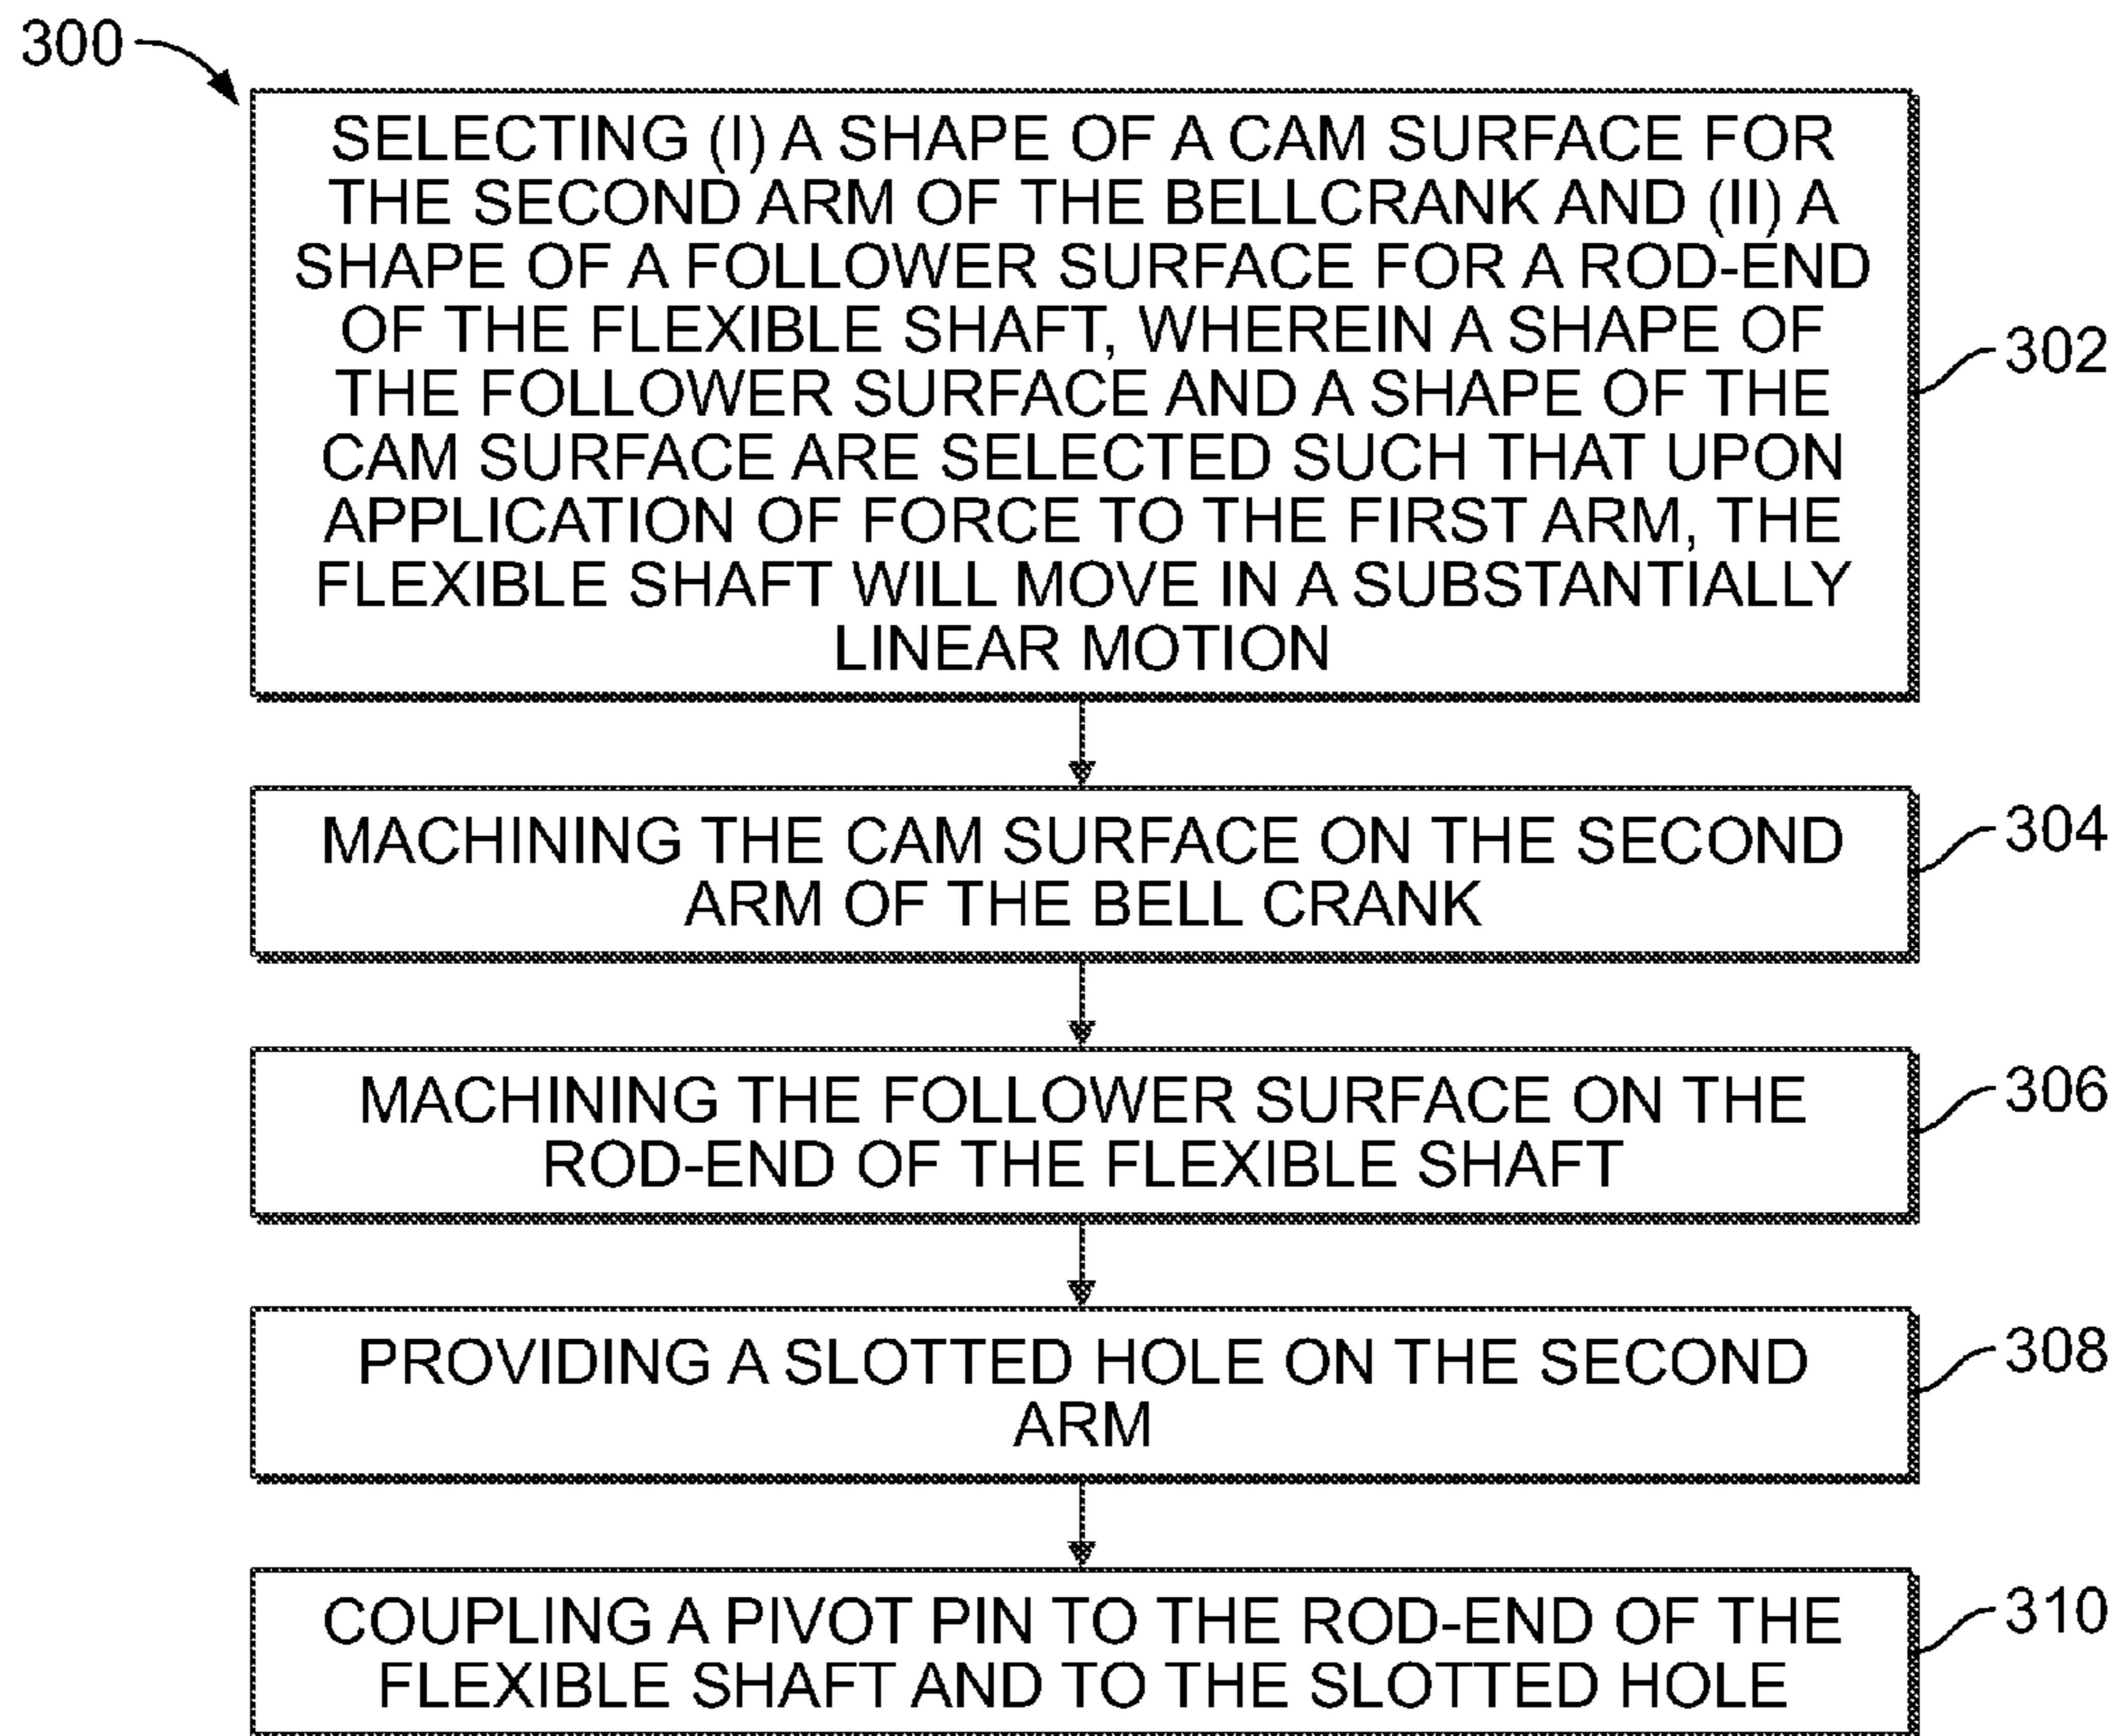 300
SELECTING (I) A SHAPE OF A CAM SURFACE FOR
THE SECOND ARM OF THE BELLCRANK AND (II) A
SHAPE OF A FOLLOWER SURFACE FOR A ROD-END
OF THE FLEXIBLE SHAFT, WHEREIN A SHAPE OF
THE FOLLOWER SURFACE AND A SHAPE OF THE
CAM SURFACE ARE SELECTED SUCH THAT UPON
APPLICATION OF FORCE TO THE FIRST ARM, THE
FLEXIBLE SHAFT WILL MOVE IN A SUBSTANTIALLY
LINEAR MOTION
302
MACHINING THE CAM SURFACE ON THE SECOND
ARM OF THE BELL CRANK
304
MACHINING THE FOLLOWER SURFACE ON THE
ROD-END OF THE FLEXIBLE SHAFT
306
PROVIDING A SLOTTED HOLE ON THE SECOND
ARM
308
COUPLING A PIVOT PIN TO THE ROD-END OF THE
FLEXIBLE SHAFT AND TO THE SLOTTED HOLE
310